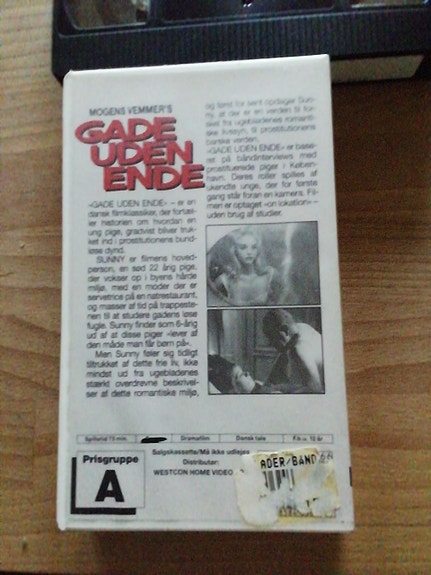 MOGENS VEMMER'S
GADE
UDEN
ENDE
»GADE UDEN ENDE« – er en
dansk filmklassiker, der fortæl-
ler historien om hvordan en
ung pige, gradvist bliver truk-
ket ind i prostitutionens bund-
løse dynd.
SUNNY er filmens hoved-
person, en sød 22 årig pige,
der vokser op i byens hårde
miljø, med en moder der er
servetrice på en natrestaurant,
og masser af tid på trappeste-
nen til at studere gadens løse
fugle. Sunny finder som 6-årig
ud af at disse piger »lever af
den måde man får børn på«.
Men Sunny føler sig tidligt
tiltrukket af dette frie liv, ikke
mindst ud fra ugebladenes
stærkt overdrevne beskrivel-
ser af dette romantiske miljø,
og først for sent opdager Sun-
ny, at der er en verden til for-
skel fra ugebladenes romanti-
ske livssyn, til prostitutionens
barske verden.
»GADE UDEN ENDE« er base-
ret på båndinterviews med
prostituerede piger i Køben-
havn. Deres roller spilles af
ukendte unge, der for første
gang står foran en kamera. Fil-
men er optaget »on lokation« –
uden brug af studier.
Spilletid 73 min. Dramafilm Dansk tale F.b.u. 12 år
Prisgruppe
A
Salgskassette/Må ikke udlejes
Distributør:
WESTCON HOME VIDEO
ADER/BAND